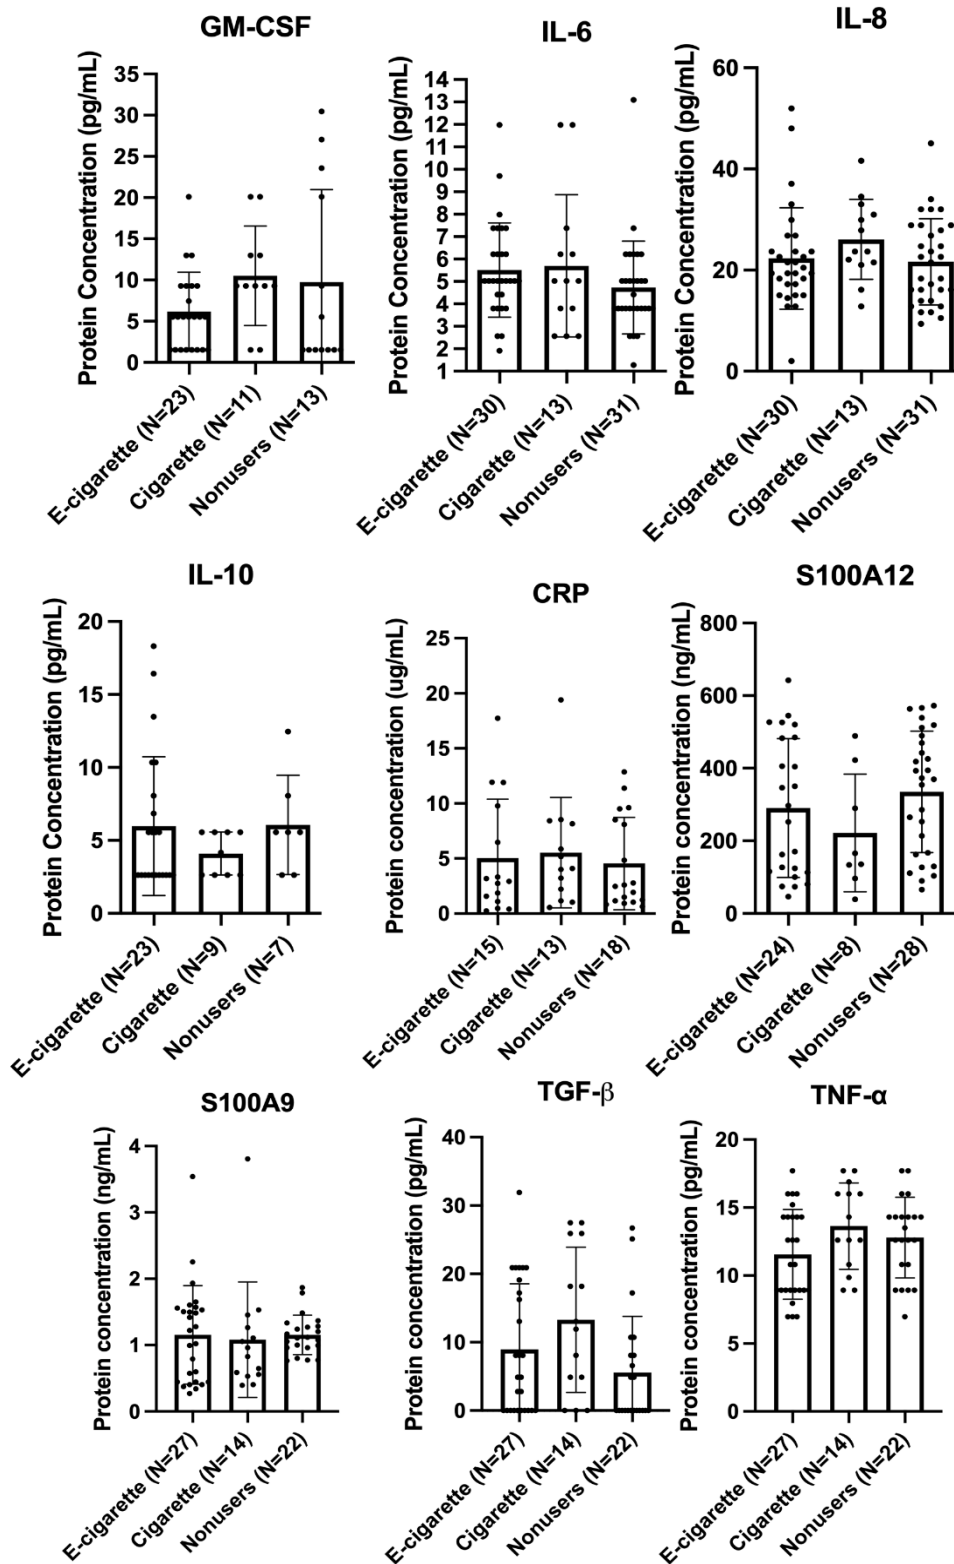 GM-CSF
Protein Concentration (pg/mL)
35
30
25
20
15
10
5
0
E-cigarette (N=23)
Cigarette (N=11)
Nonusers (N=13)
IL-6
Protein Concentration (pg/mL)
14
13
12
11
10
9
8
7
6
5
4
3
2
1
E-cigarette (N=30)
Cigarette (N=13)
Nonusers (N=31)
IL-8
Protein Concentration (pg/mL)
60
40
20
0
E-cigarette (N=30)
Cigarette (N=13)
Nonusers (N=31)
IL-10
Protein Concentration (pg/mL)
20
15
10
5
0
E-cigarette (N=23)
Cigarette (N=9)
Nonusers (N=7)
CRP
Protein concentration (ug/mL)
25
20
15
10
5
0
E-cigarette (N=15)
Cigarette (N=13)
Nonusers (N=18)
S100A12
Protein concentration (ng/mL)
800
600
400
200
0
E-cigarette (N=24)
Cigarette (N=8)
Nonusers (N=28)
S100A9
Protein concentration (ng/mL)
4
3
2
1
0
E-cigarette (N=27)
Cigarette (N=14)
Nonusers (N=22)
TGF-β
Protein concentration (pg/mL)
40
30
20
10
0
E-cigarette (N=27)
Cigarette (N=14)
Nonusers (N=22)
TNF-α
Protein concentration (pg/mL)
20
15
10
5
0
E-cigarette (N=27)
Cigarette (N=14)
Nonusers (N=22)